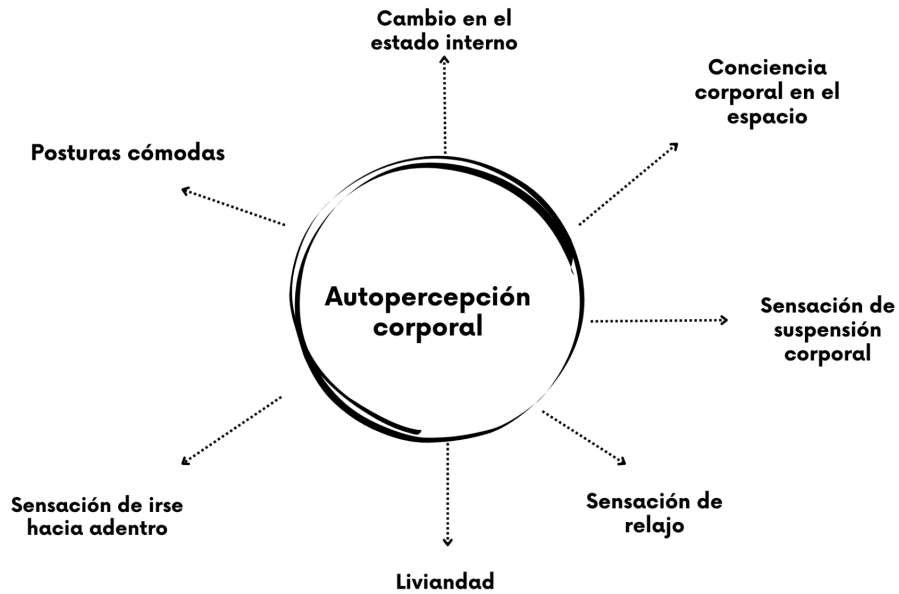 Cambio en el
estado interno
Conciencia
corporal en el
espacio
Posturas cómodas
Autopercepción
corporal
Sensación de
suspensión
corporal
Sensación de irse
hacia adentro
Sensación de
relajo
Liviandad